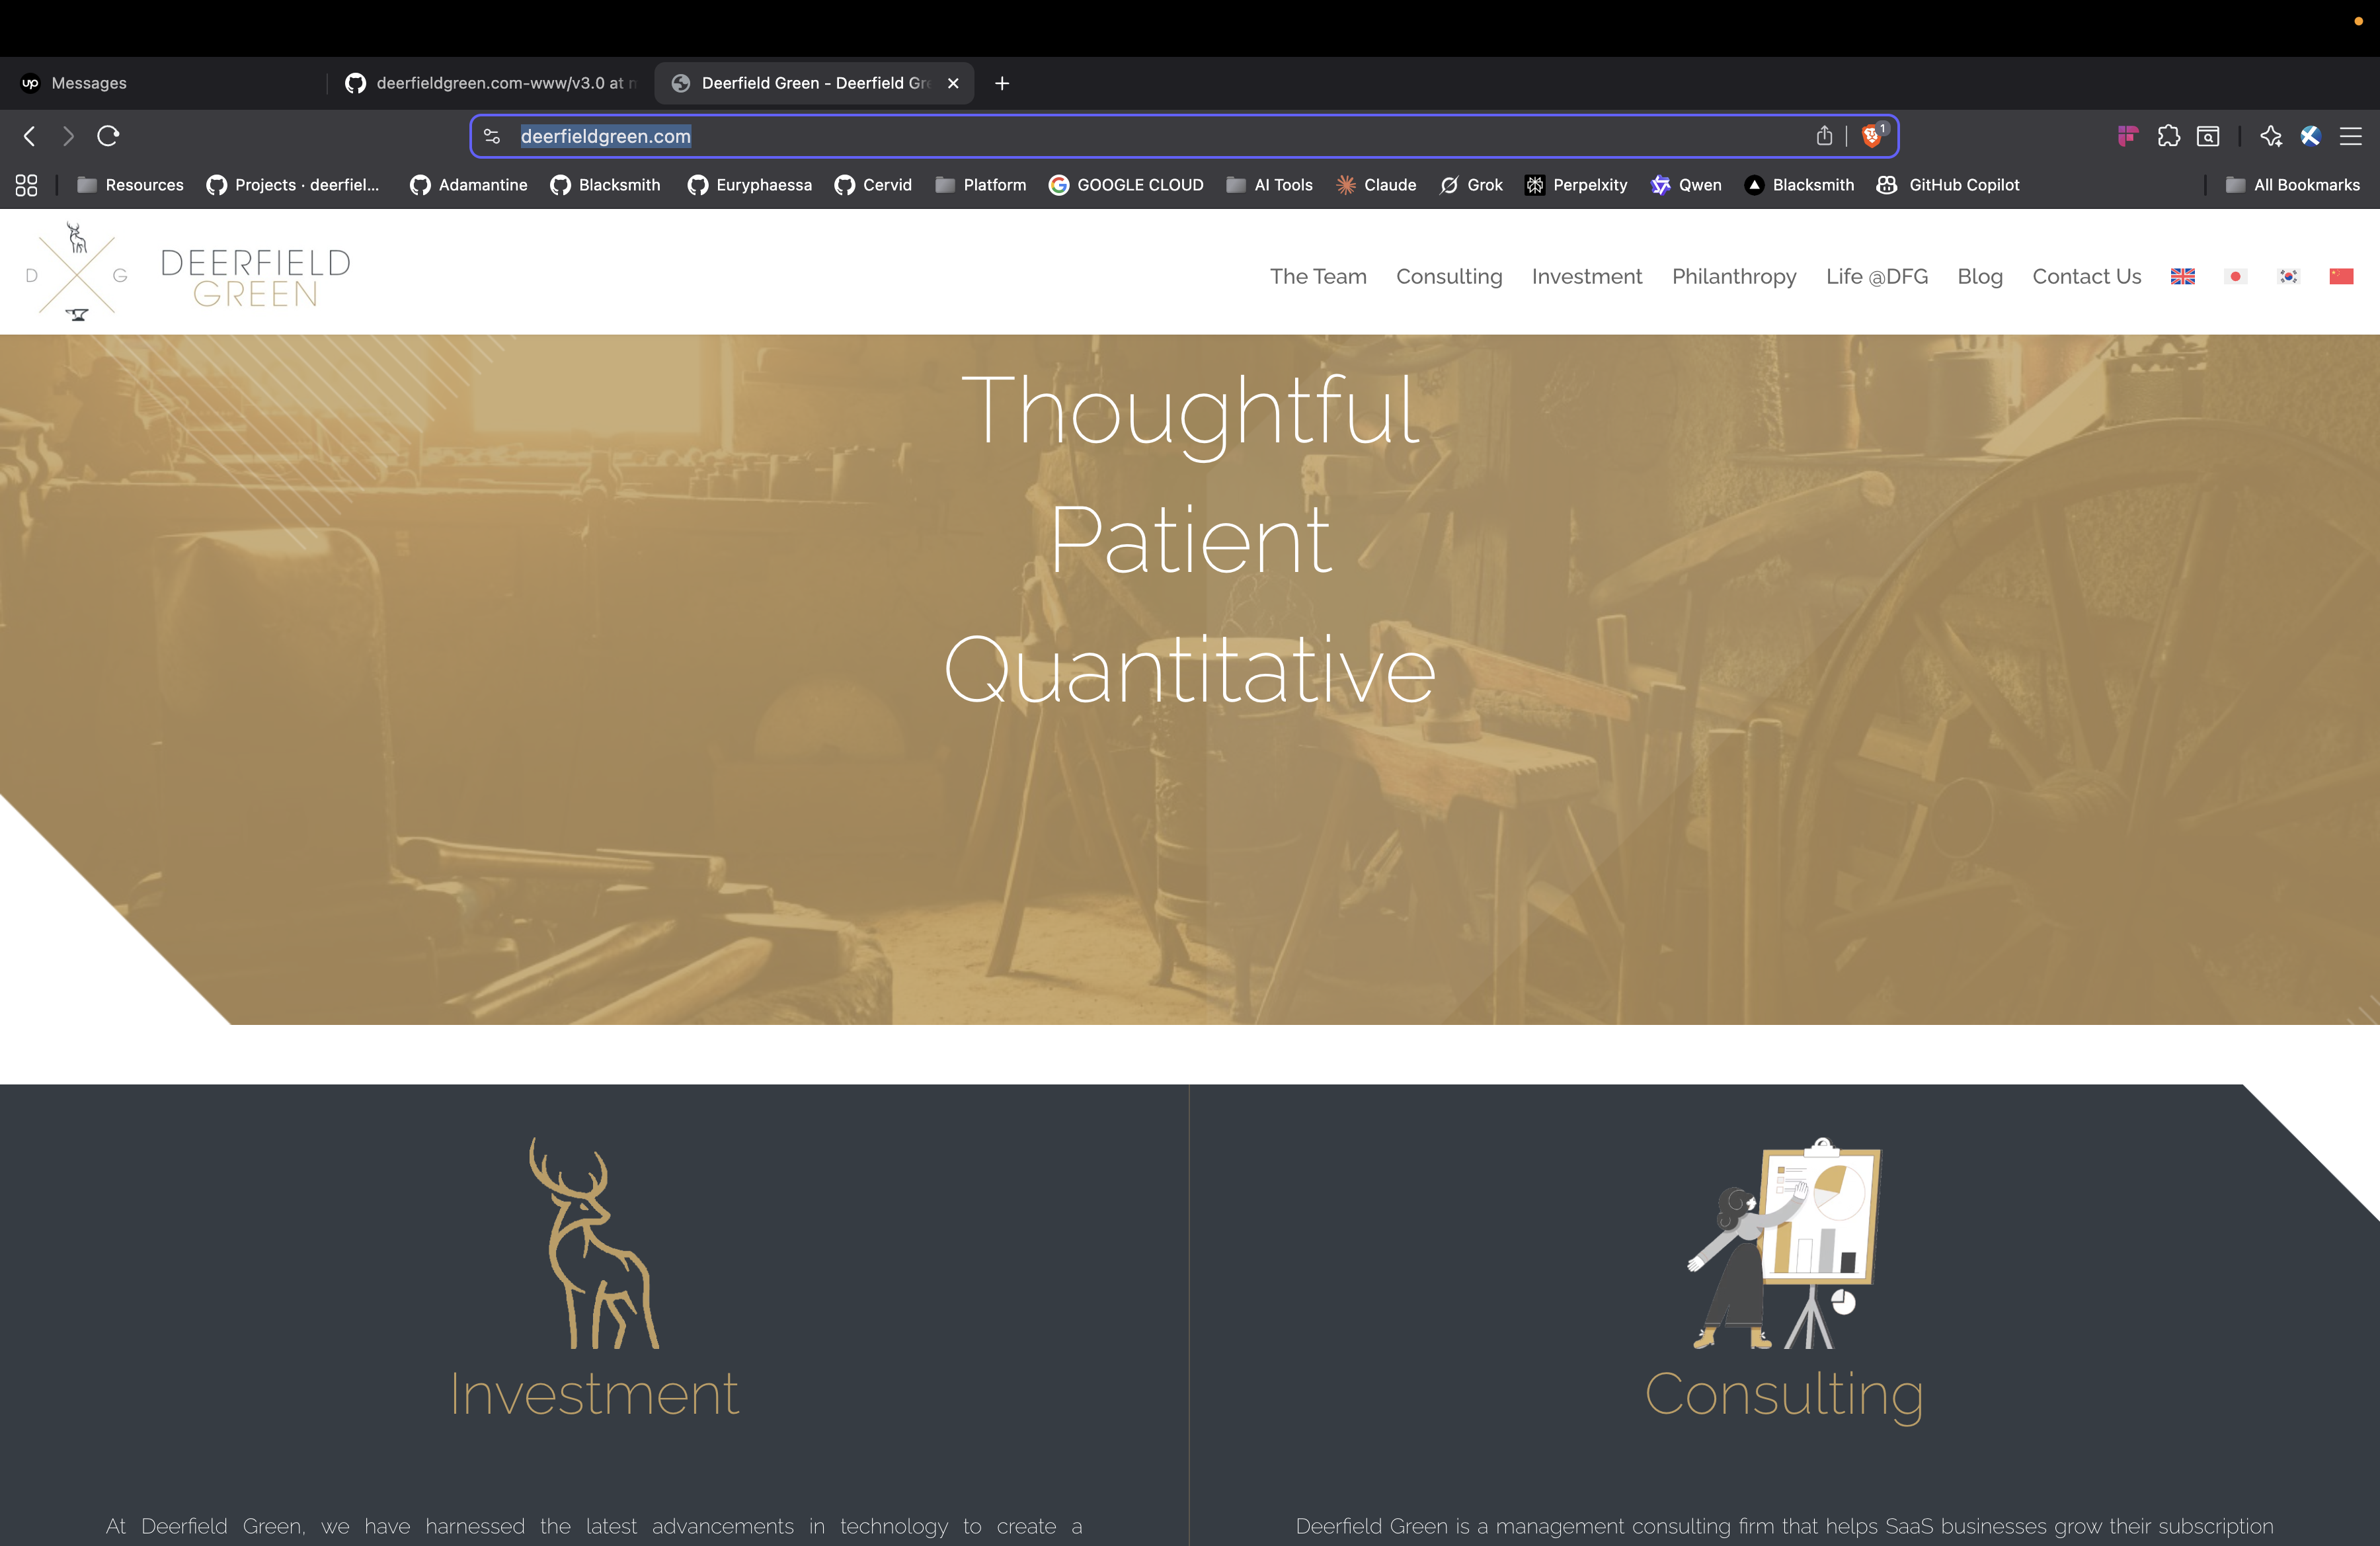 up Messages
deerfieldgreen.com-www/v3.0 at
Deerfield Green - Deerfield Gr
deerfieldgreen.com
1
Resources
Projects · deerfiel...
Adamantine
Blacksmith
Euryphaessa
Cervid
Platform
GOOGLE CLOUD
AI Tools
Claude
Grok
Perpelxity
Qwen
Blacksmith
GitHub Copilot
All Bookmarks
D G
DEERFIELD
GREEN
The Team
Consulting
Investment
Philanthropy
Life @DFG
Blog
Contact Us
Thoughtful
Patient
Quantitative
Investment
Consulting
At Deerfield Green, we have harnessed the latest advancements in technology to create a
Deerfield Green is a management consulting firm that helps SaaS businesses grow their subscription